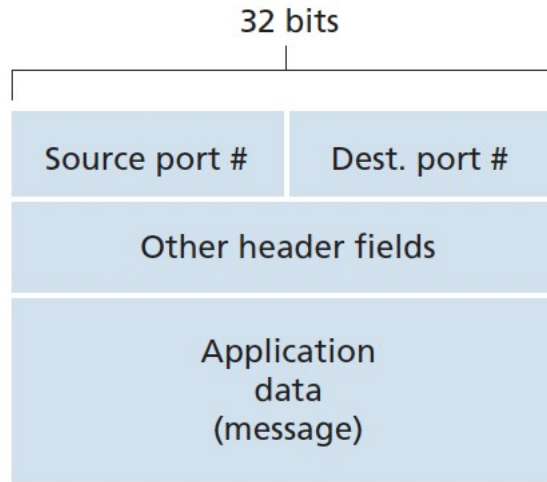 32 bits
Source port #
Dest. port #
Other header fields
Application
data
(message)